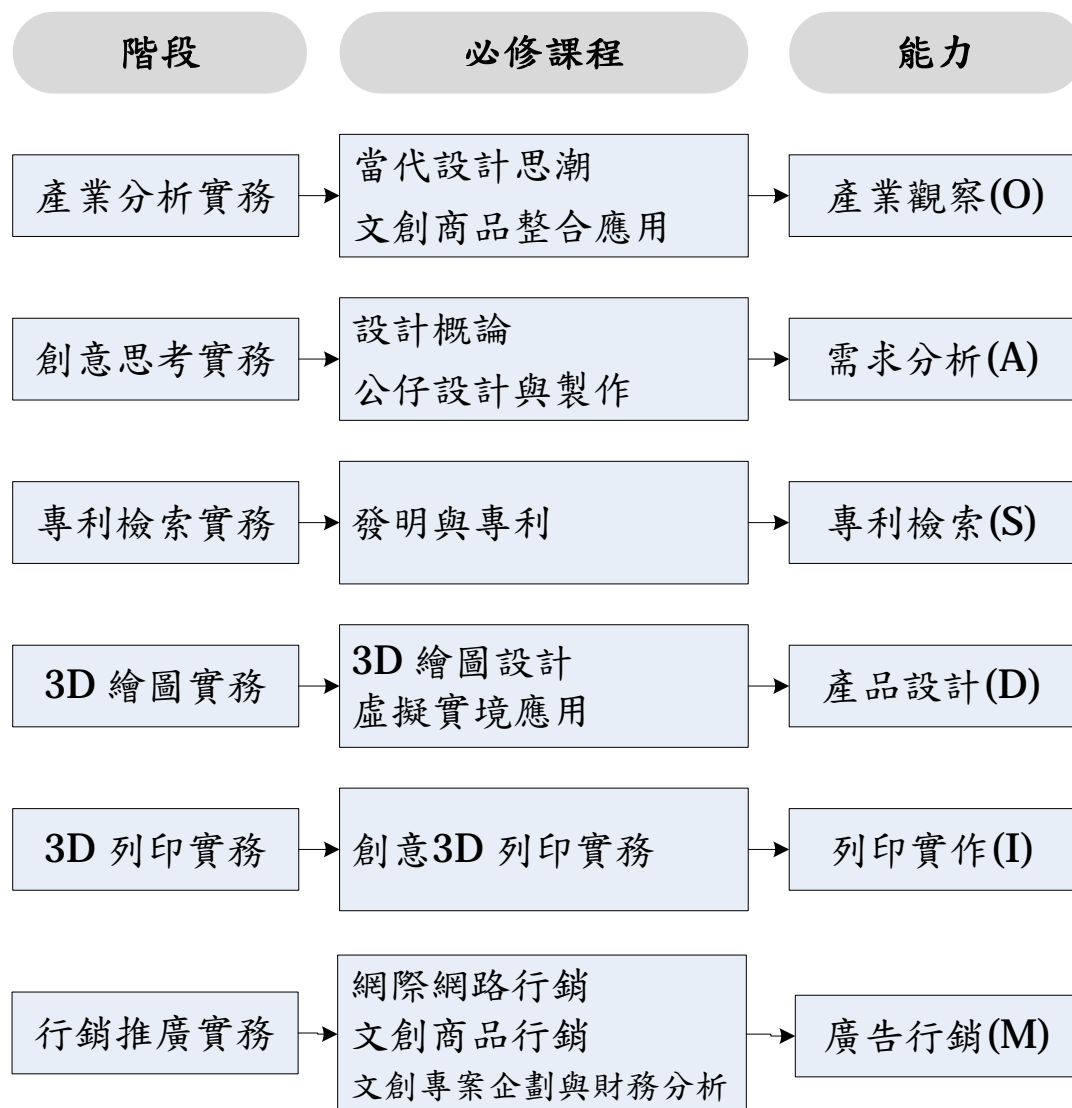 階段
必修課程
能力
產業分析實務
當代設計思潮
文創商品整合應用
產業觀察(O)
創意思考實務
設計概論
公仔設計與製作
需求分析(A)
專利檢索實務
發明與專利
專利檢索(S)
3D 繪圖實務
3D 繪圖設計
虛擬實境應用
產品設計(D)
3D 列印實務
創意3D 列印實務
列印實作(I)
行銷推廣實務
網際網路行銷
文創商品行銷
文創專案企劃與財務分析
廣告行銷(M)